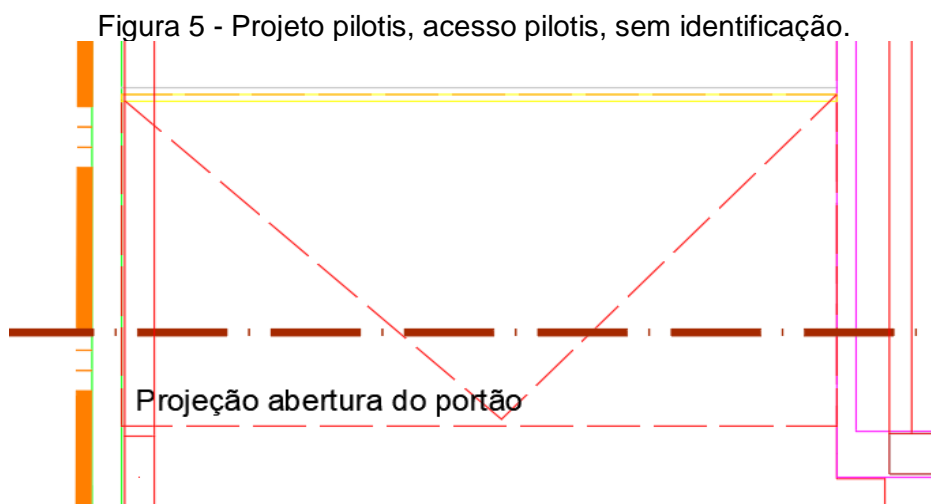 Figura 5 - Projeto pilotis, acesso pilotis, sem identificação.
Projeção abertura do portão